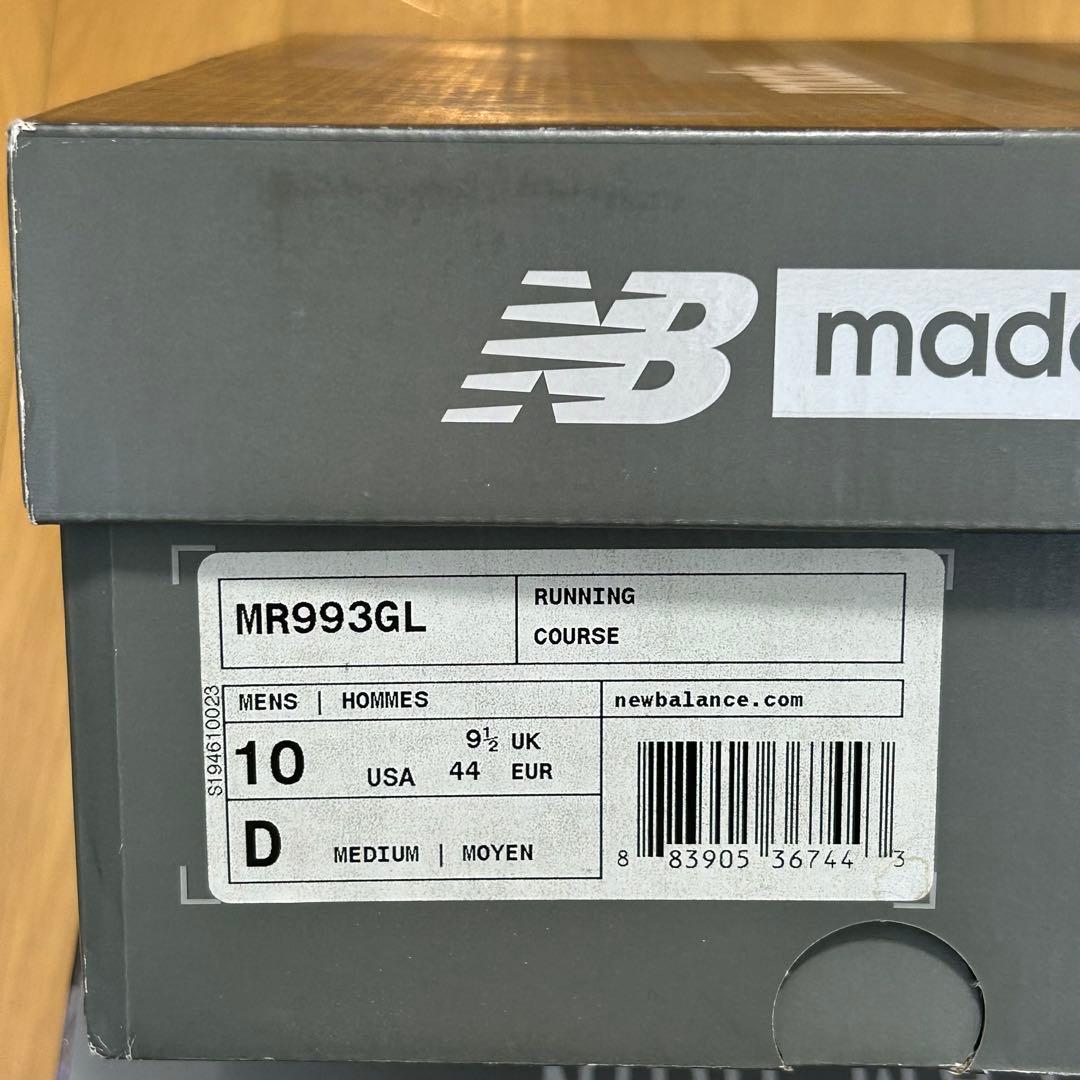 NB
made
MR993GL
RUNNING
COURSE
MENS | HOMMES
newbalance.com
10 USA 9½ UK
44 EUR
D MEDIUM | MOYEN
8 83905 36744 3
S194610023